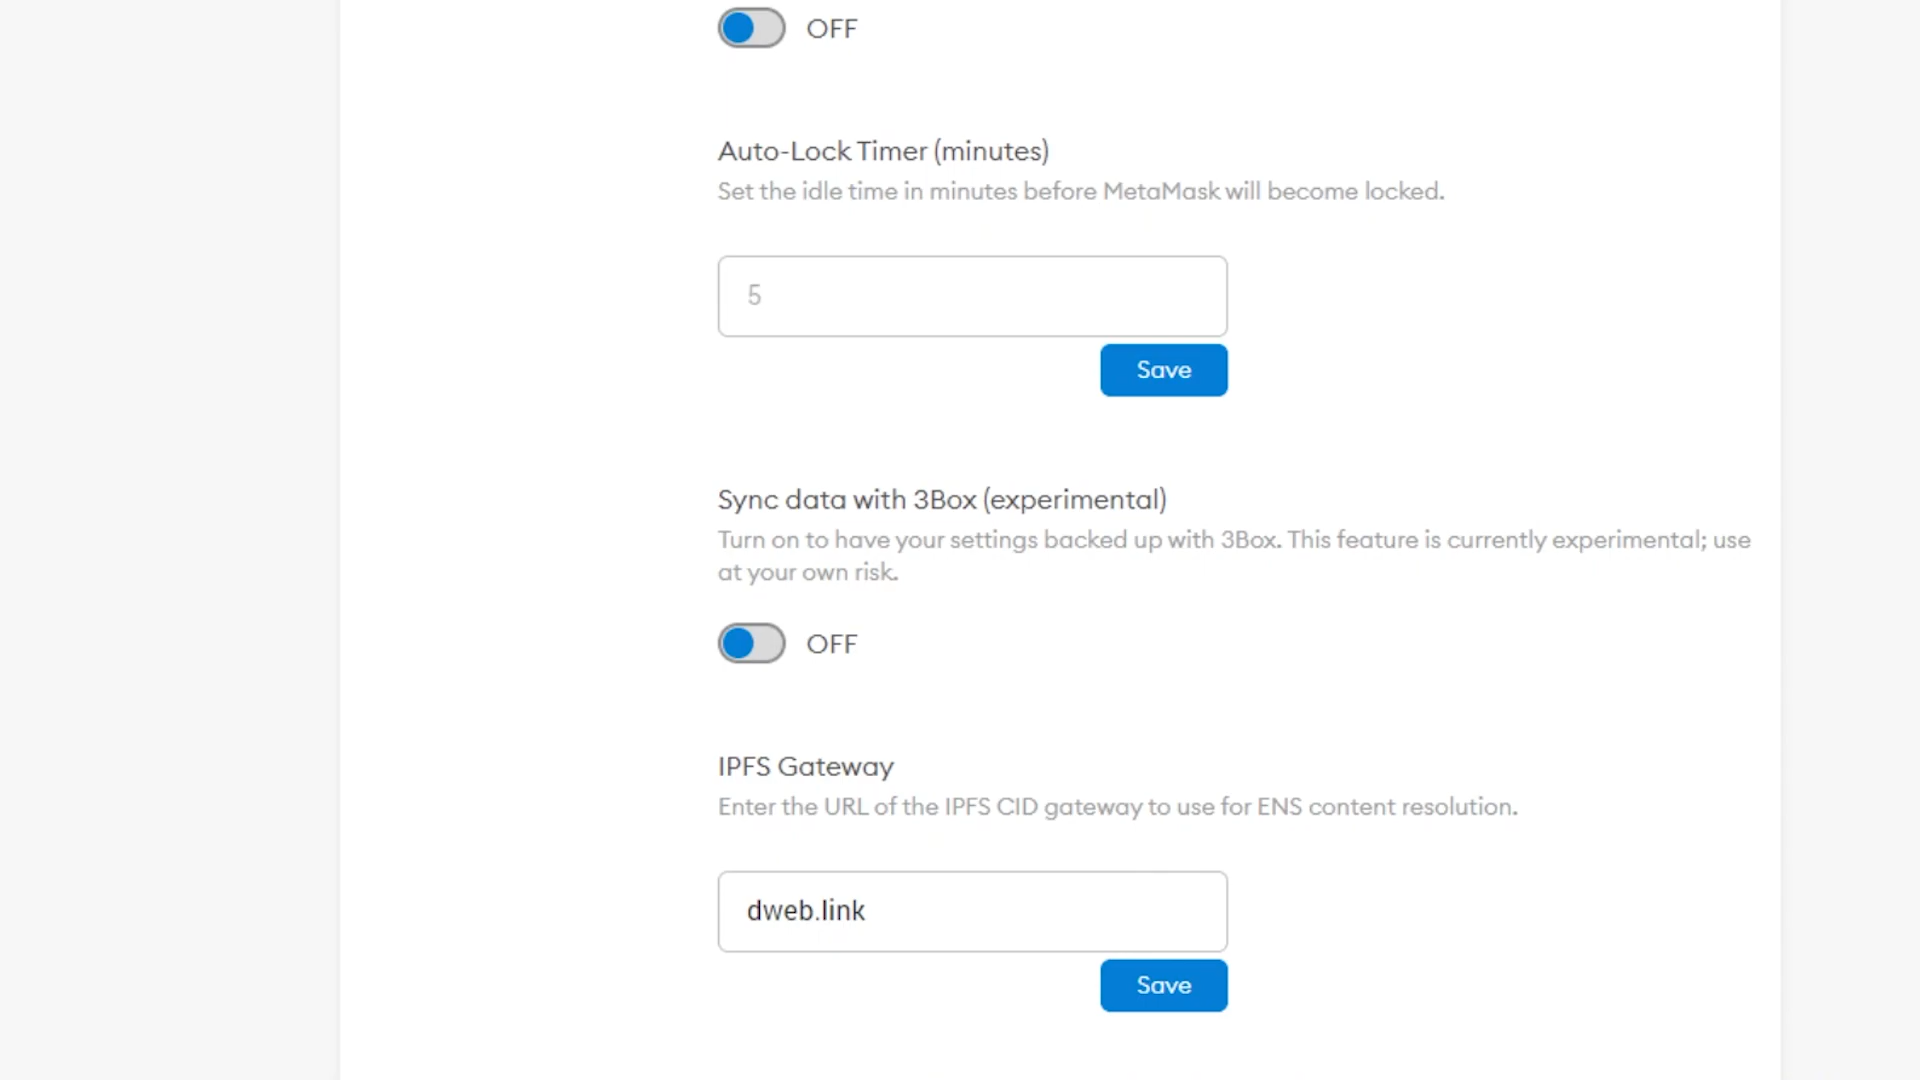 OFF
Auto-Lock Timer (minutes)
Set the idle time in minutes before MetaMask will become locked.
5
Save
Sync data with 3Box (experimental)
Turn on to have your settings backed up with 3Box. This feature is currently experimental; use
at your own risk.
OFF
IPFS Gateway
Enter the URL of the IPFS CID gateway to use for ENS content resolution.
dweb.link
Save